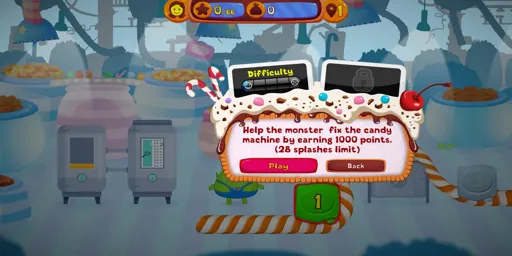 0/66
0
1
Difficulty
Help the monster fix the candy
machine by earning 1000 points.
(28 splashes limit)
Play
Back
1